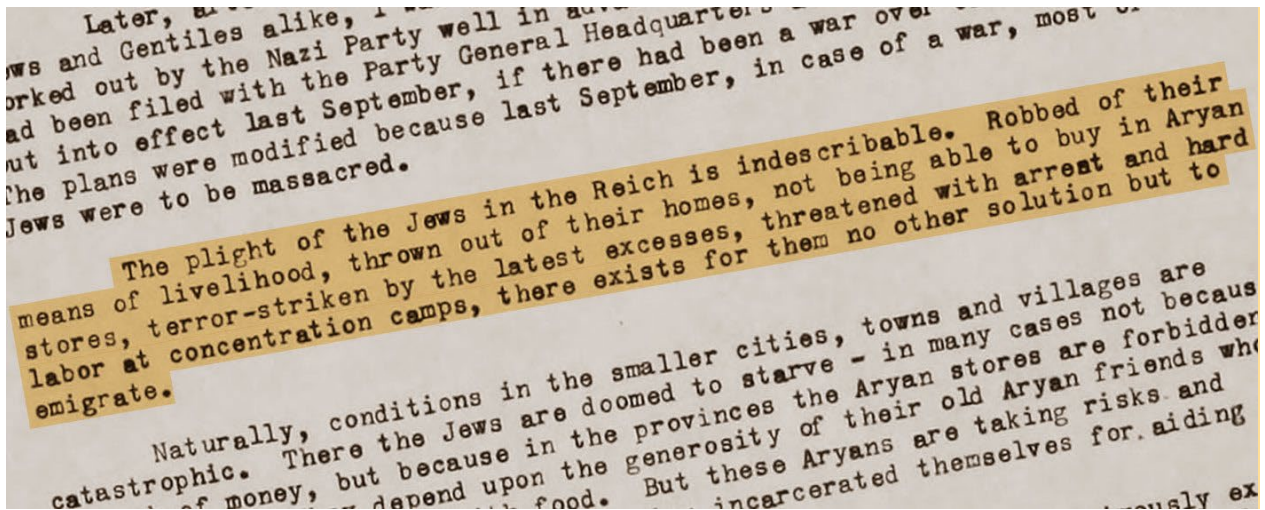 Later,
ws and Gentiles alike, I
orked out by the Nazi Party well in
ad been filed with the Party General Headquarters
ut into effect last September, if there had been a war over
The plans were modified because last September, in case of a war, most
Jews were to be massacred.
The plight of the Jews in the Reich is indescribable. Robbed of their
means of livelihood, thrown out of their homes, not being able to buy in Aryan
stores, terror-striken by the latest excesses, threatened with arrest and hard
labor at concentration camps, there exists for them no other solution but to
emigrate.
Naturally, conditions in the smaller cities, towns and villages are
catastrophic. There the Jews are doomed to starve - in many cases not becaus
of money, but because in the provinces the Aryan stores are forbidden
depend upon the generosity of their old Aryan friends who
food. But these Aryans are taking risks and
incarcerated themselves for aiding